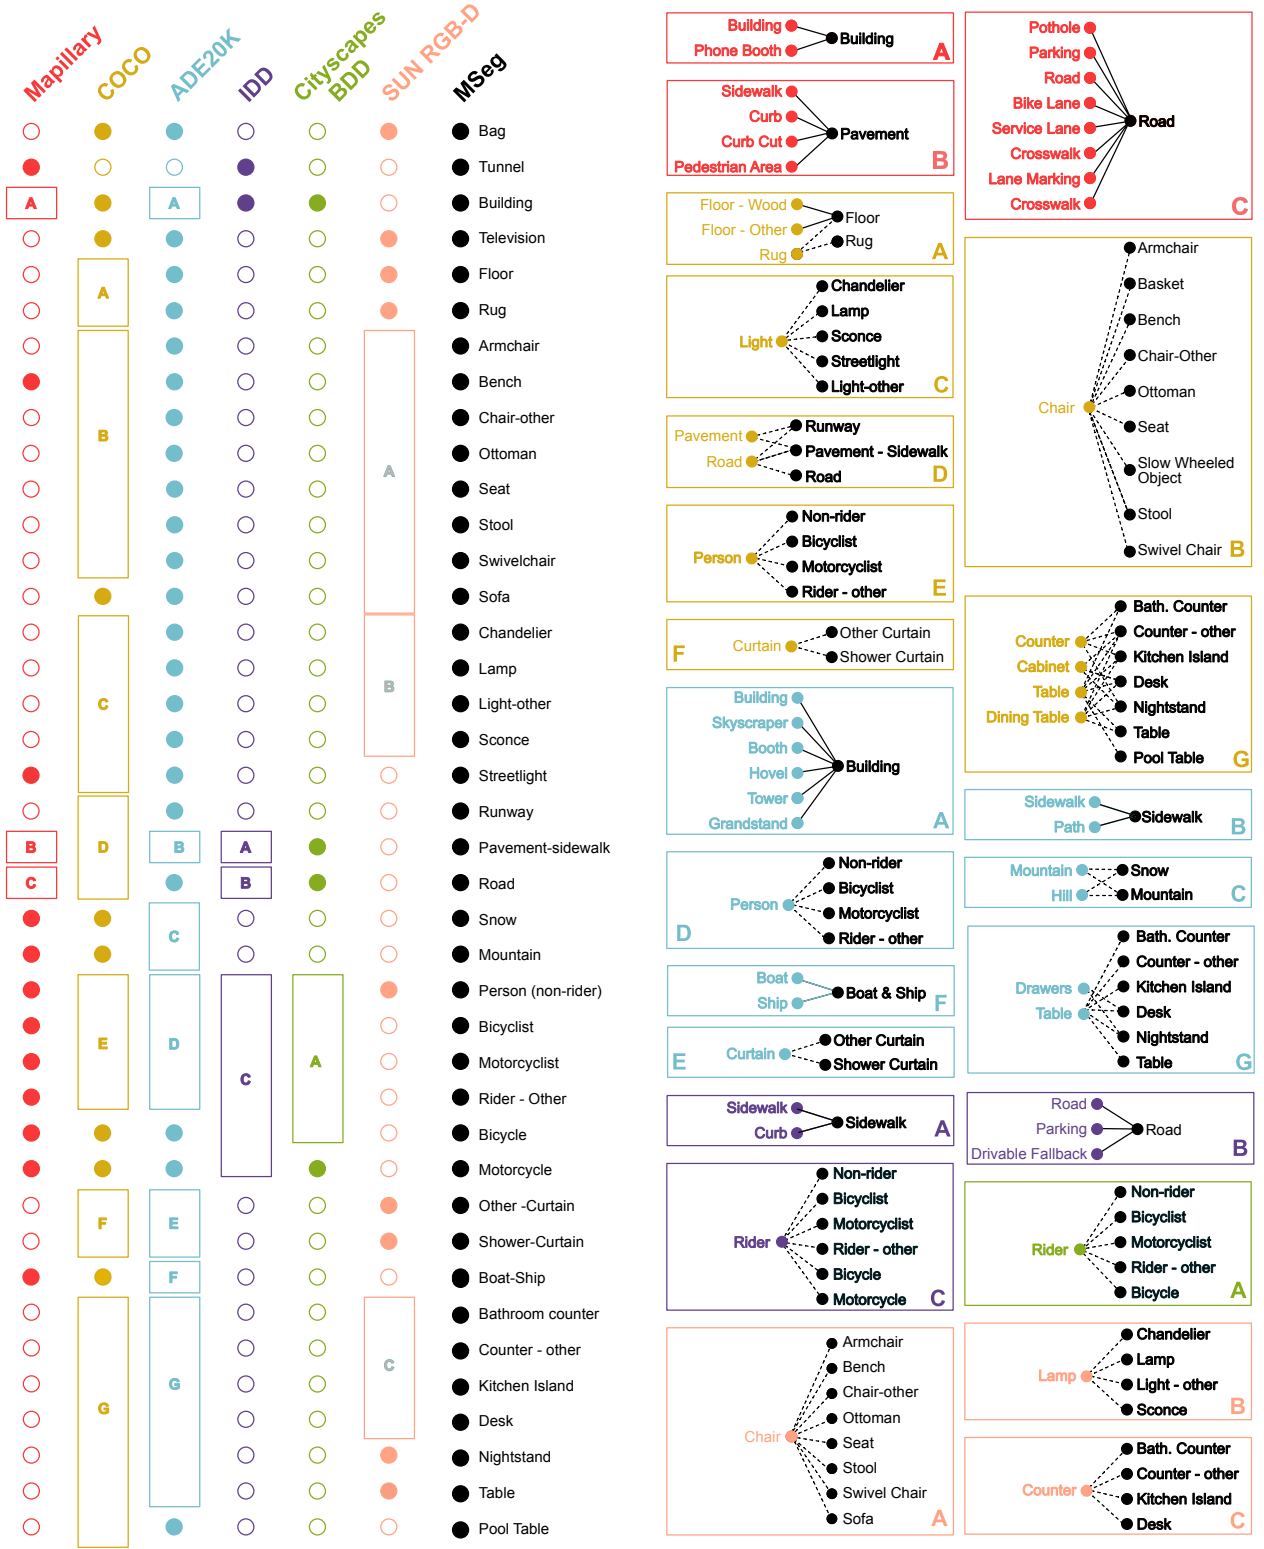 Mapillary
COCO
ADE20K
IDD
Cityscapes
BDD
SUN RGB-D
MSeg
Bag
Tunnel
A
A
Building
Television
A
Floor
Rug
B
A
Armchair
Bench
Chair-other
Ottoman
Seat
Stool
Swivelchair
Sofa
C
B
Chandelier
Lamp
Light-other
Sconce
Streetlight
D
Runway
B
B
A
Pavement-sidewalk
C
B
Road
C
Snow
Mountain
E
D
C
A
Person (non-rider)
Bicyclist
Motorcyclist
Rider - Other
Bicycle
Motorcycle
F
E
Other -Curtain
Shower-Curtain
F
Boat-Ship
G
G
C
Bathroom counter
Counter - other
Kitchen Island
Desk
Nightstand
Table
Pool Table
Building
Phone Booth
Building
A
Sidewalk
Curb
Curb Cut
Pedestrian Area
Pavement
B
Floor - Wood
Floor - Other
Rug
Floor
Rug
A
Light
Chandelier
Lamp
Sconce
Streetlight
Light-other
C
Pavement
Road
Runway
Pavement - Sidewalk
Road
D
Person
Non-rider
Bicyclist
Motorcyclist
Rider - other
E
F
Curtain
Other Curtain
Shower Curtain
Building
Skyscraper
Booth
Hovel
Tower
Grandstand
Building
A
Person
Non-rider
Bicyclist
Motorcyclist
Rider - other
D
Boat
Ship
Boat & Ship
F
Curtain
Other Curtain
Shower Curtain
E
Sidewalk
Curb
Sidewalk
A
Rider
Non-rider
Bicyclist
Motorcyclist
Rider - other
Bicycle
Motorcycle
C
Chair
Armchair
Bench
Chair-other
Ottoman
Seat
Stool
Swivel Chair
Sofa
A
Pothole
Parking
Road
Bike Lane
Service Lane
Crosswalk
Lane Marking
Crosswalk
Road
C
Chair
Armchair
Basket
Bench
Chair-Other
Ottoman
Seat
Slow Wheeled
Object
Stool
Swivel Chair
B
Counter
Cabinet
Table
Dining Table
Bath. Counter
Counter - other
Kitchen Island
Desk
Nightstand
Table
Pool Table
G
Sidewalk
Path
Sidewalk
B
Mountain
Hill
Snow
Mountain
C
Drawers
Table
Bath. Counter
Counter - other
Kitchen Island
Desk
Nightstand
Table
G
Road
Parking
Drivable Fallback
Road
B
Rider
Non-rider
Bicyclist
Motorcyclist
Rider - other
Bicycle
A
Lamp
Chandelier
Lamp
Light - other
Sconce
B
Counter
Bath. Counter
Counter - other
Kitchen Island
Desk
C